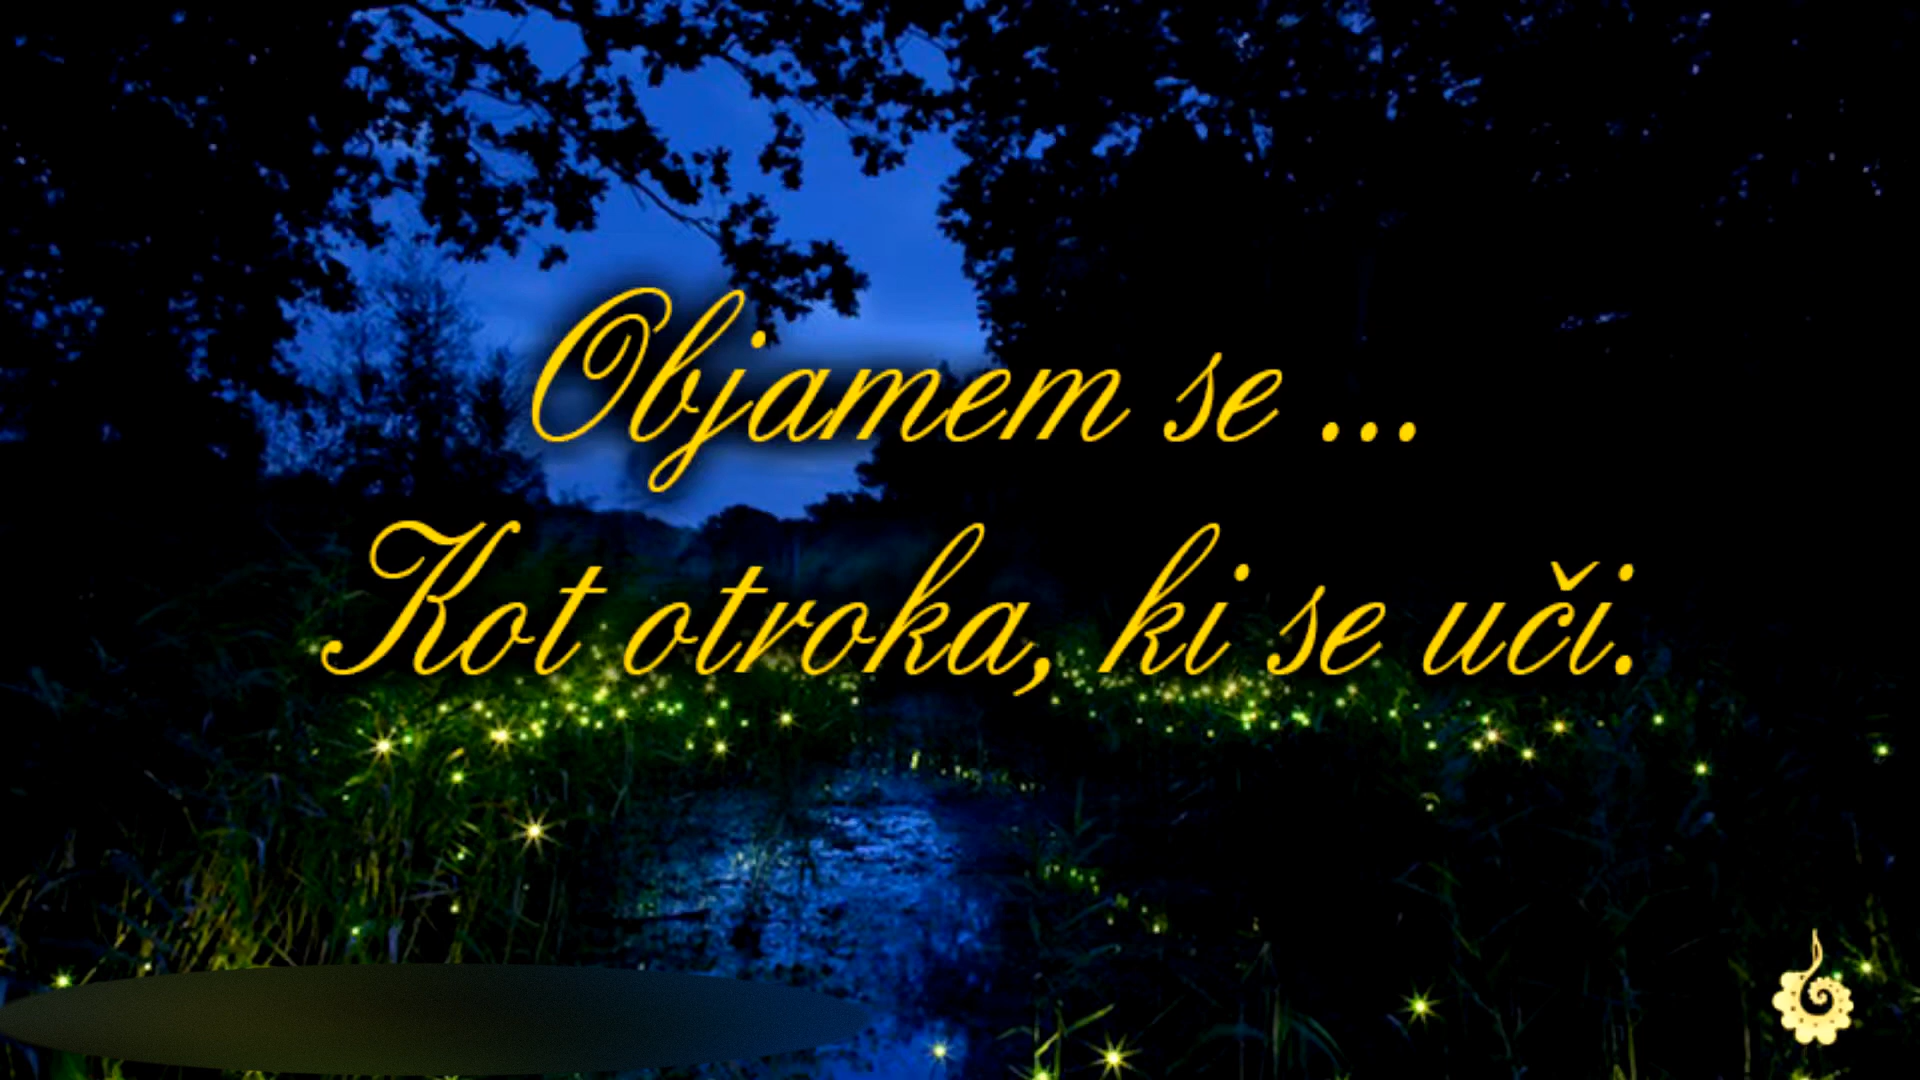 Objamem se ...
Kot otroka, ki se uči.